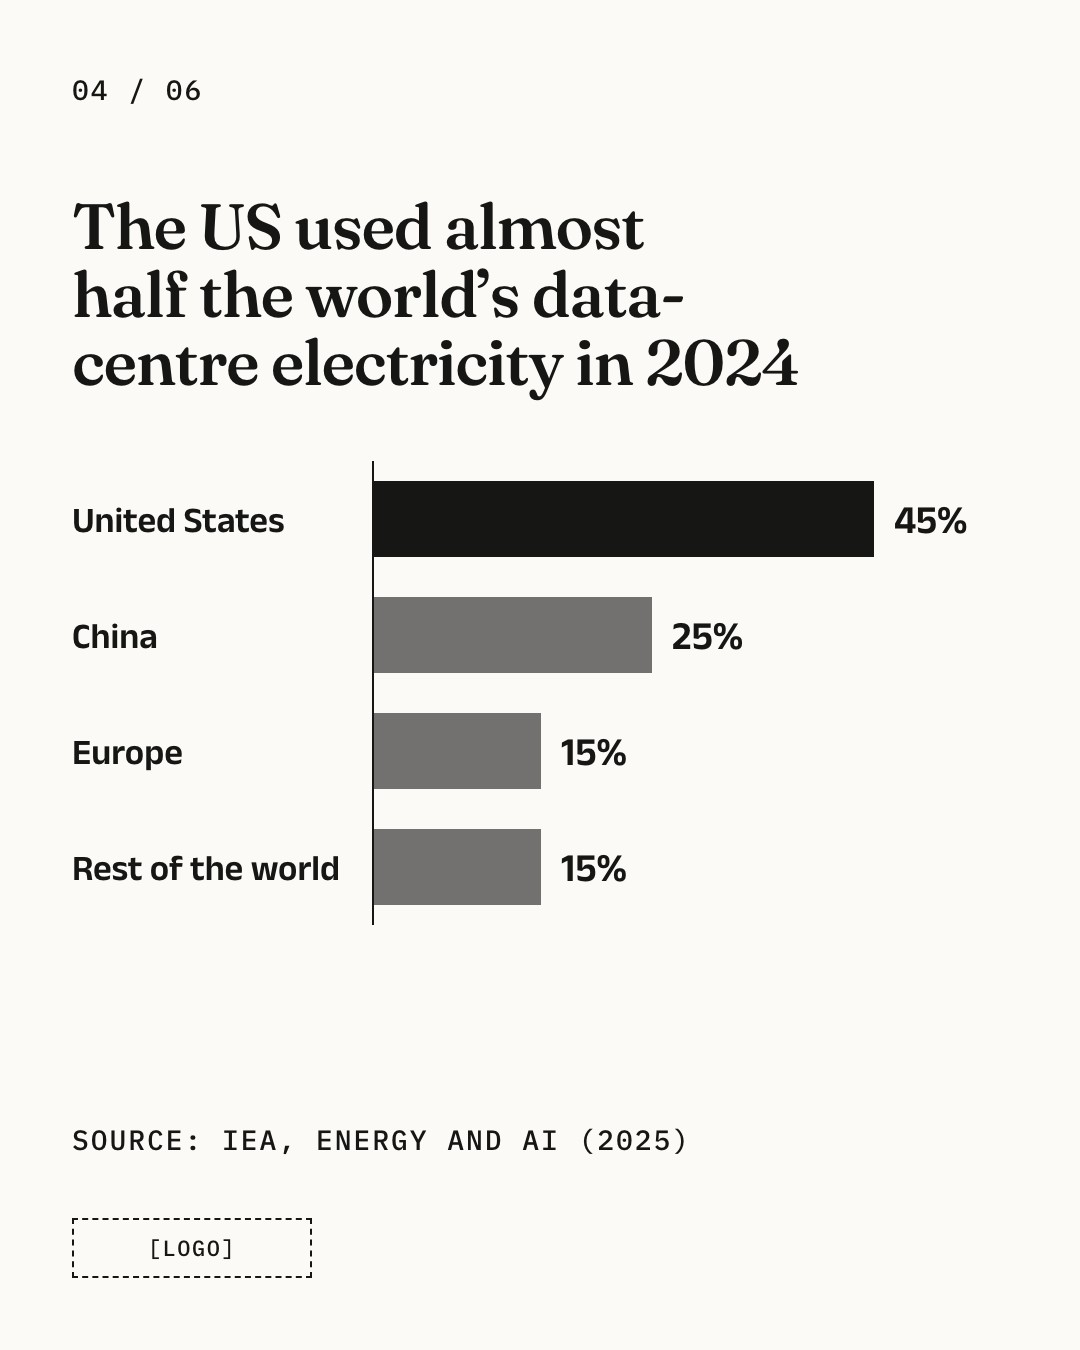 04 / 06
The US used almost
half the world’s data-
centre electricity in 2024
United States 45%
China 25%
Europe 15%
Rest of the world 15%
SOURCE: IEA, ENERGY AND AI (2025)
[LOGO]